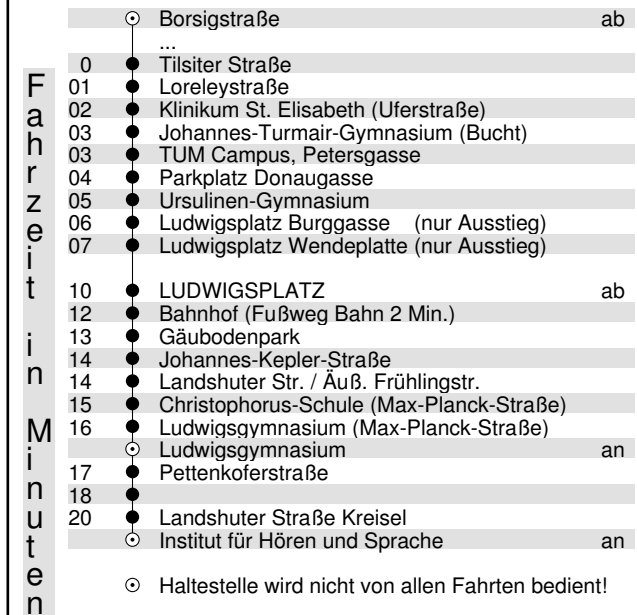 Fahrzeit in Minuten
Borsigstraße ab
...
0 Tilsiter Straße
01 Loreleystraße
02 Klinikum St. Elisabeth (Uferstraße)
03 Johannes-Turmair-Gymnasium (Bucht)
03 TUM Campus, Petersgasse
04 Parkplatz Donaugasse
05 Ursulinen-Gymnasium
06 Ludwigsplatz Burggasse (nur Ausstieg)
07 Ludwigsplatz Wendeplatte (nur Ausstieg)
10 LUDWIGSPLATZ ab
12 Bahnhof (Fußweg Bahn 2 Min.)
13 Gäubodenpark
14 Johannes-Kepler-Straße
14 Landshuter Str. / Äuß. Frühlingstr.
15 Christophorus-Schule (Max-Planck-Straße)
16 Ludwigsgymnasium (Max-Planck-Straße)
Ludwigsgymnasium an
17 Pettenkoferstraße
18
20 Landshuter Straße Kreisel
Institut für Hören und Sprache an
Haltestelle wird nicht von allen Fahrten bedient!